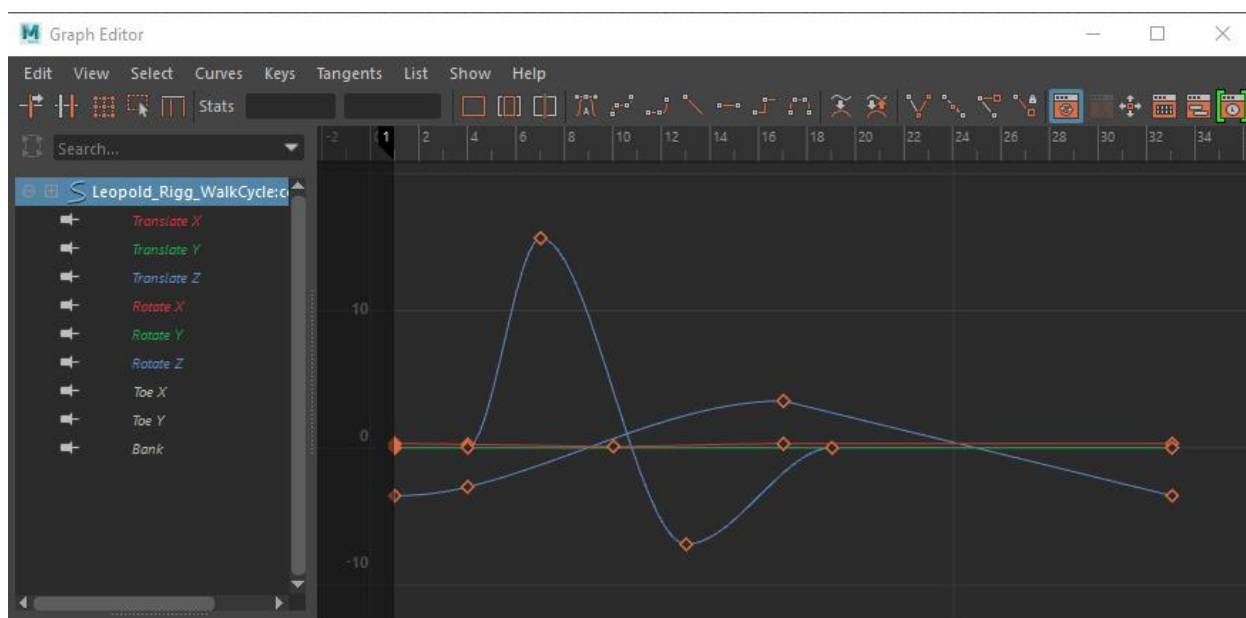 M Graph Editor
Edit View Select Curves Keys Tangents List Show Help
Stats
Search...
-2 0 1 2 4 6 8 10 12 14 16 18 20 22 24 26 28 30 32 34
Leopold_Rigg_WalkCycle:c
Translate X
Translate Y
Translate Z
Rotate X
Rotate Y
Rotate Z
Toe X
Toe Y
Bank
10
0
-10